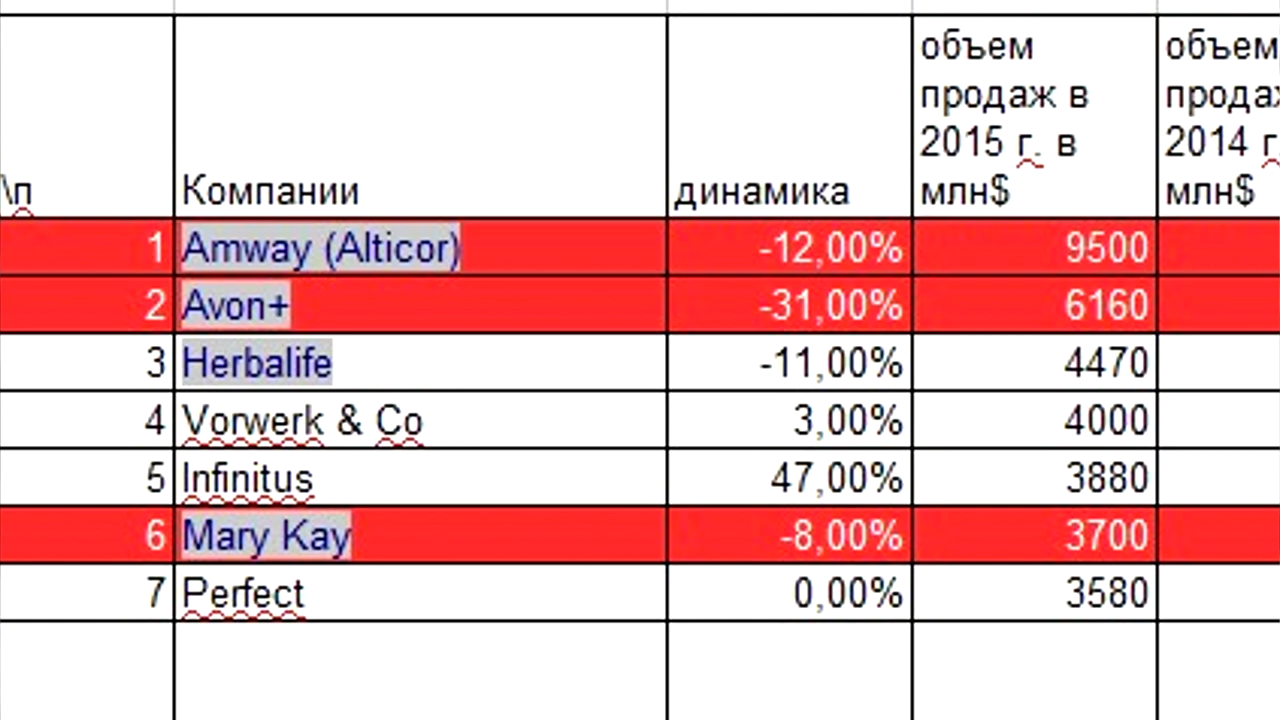 \п Компании динамика объем продаж в 2015 г. в млн$ объем 2014 млн$
1 Amway (Alticor) -12,00% 9500
2 Avon+ -31,00% 6160
3 Herbalife -11,00% 4470
4 Vorwerk & Co 3,00% 4000
5 Infinitus 47,00% 3880
6 Mary Kay -8,00% 3700
7 Perfect 0,00% 3580